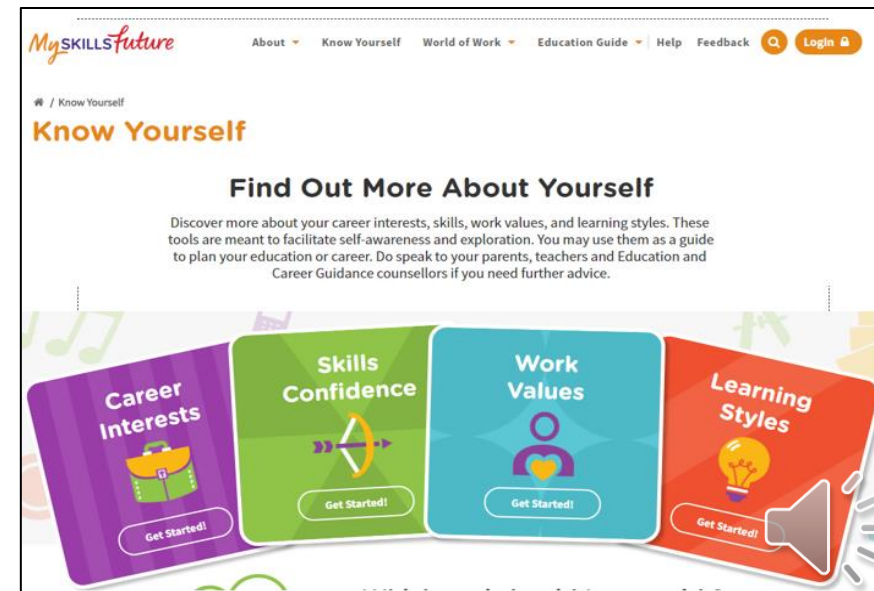 MySKILLSfuture
About Know Yourself World of Work Education Guide Help Feedback Login
/ Know Yourself
Know Yourself
Find Out More About Yourself
Discover more about your career interests, skills, work values, and learning styles. These
tools are meant to facilitate self-awareness and exploration. You may use them as a guide
to plan your education or career. Do speak to your parents, teachers and Education and
Career Guidance counsellors if you need further advice.
Career
Interests
Get Started!
Skills
Confidence
Get Started!
Work
Values
Get Started!
Learning
Styles
Get Started!